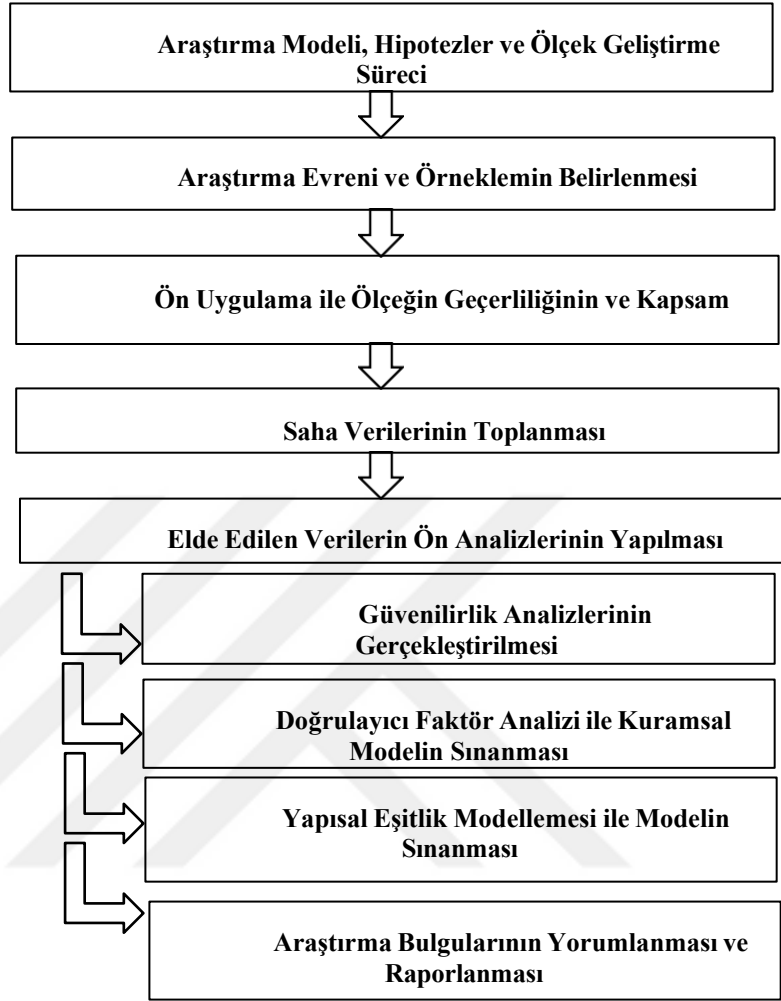 Araştırma Modeli, Hipotezler ve Ölçek Geliştirme
Süreci
Araştırma Evreni ve Örneklemin Belirlenmesi
Ön Uygulama ile Ölçeğin Geçerliliğinin ve Kapsam
Saha Verilerinin Toplanması
Elde Edilen Verilerin Ön Analizlerinin Yapılması
Güvenilirlik Analizlerinin
Gerçekleştirilmesi
Doğrulayıcı Faktör Analizi ile Kuramsal
Modelin Sınanması
Yapısal Eşitlik Modellemesi ile Modelin
Sınanması
Araştırma Bulgularının Yorumlanması ve
Raporlanması